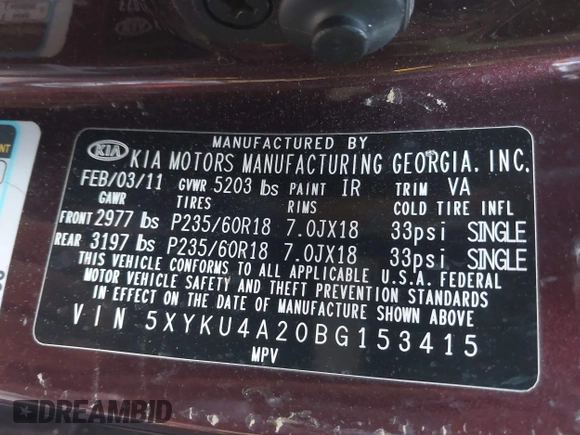 MANUFACTURED BY
KIA KIA MOTORS MANUFACTURING GEORGIA, INC.
FEB/03/11 GVWR 5203 lbs PAINT IR TRIM VA
GAWR TIRES RIMS COLD TIRE INFL
FRONT 2977 lbs P235/60R18 7.0JX18 33psi SINGLE
REAR 3197 lbs P235/60R18 7.0JX18 33psi SINGLE
THIS VEHICLE CONFORMS TO ALL APPLICABLE U.S.A. FEDERAL
MOTOR VEHICLE SAFETY AND THEFT PREVENTION STANDARDS
IN EFFECT ON THE DATE OF MANUFACTURE SHOWN ABOVE
VIN 5XYKU4A20BG153415
MPV
DREAMBID